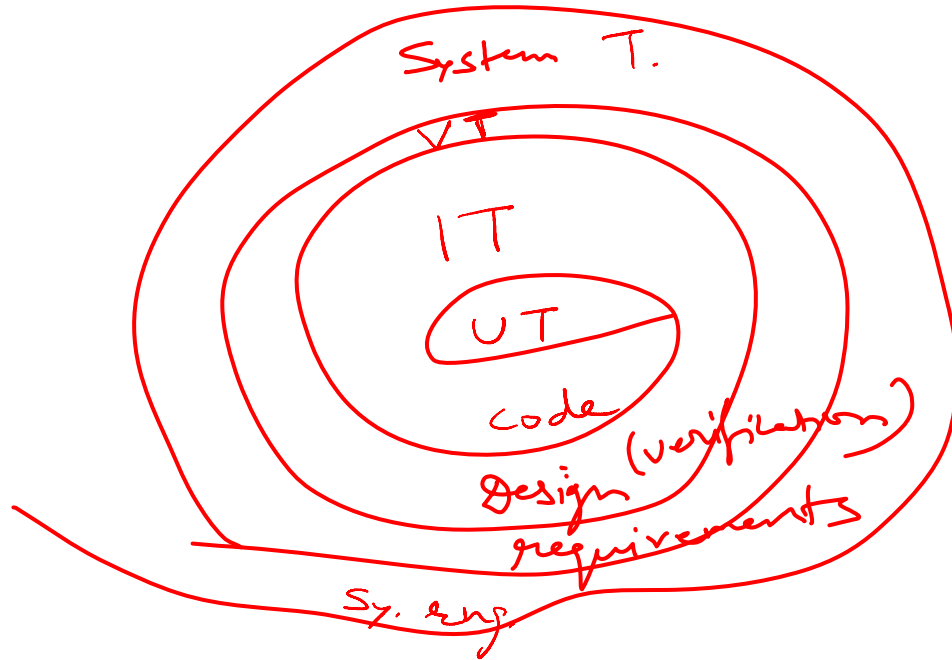 System T.
VT
IT
UT
code
Design (verification)
requirements
Sy. Eng.